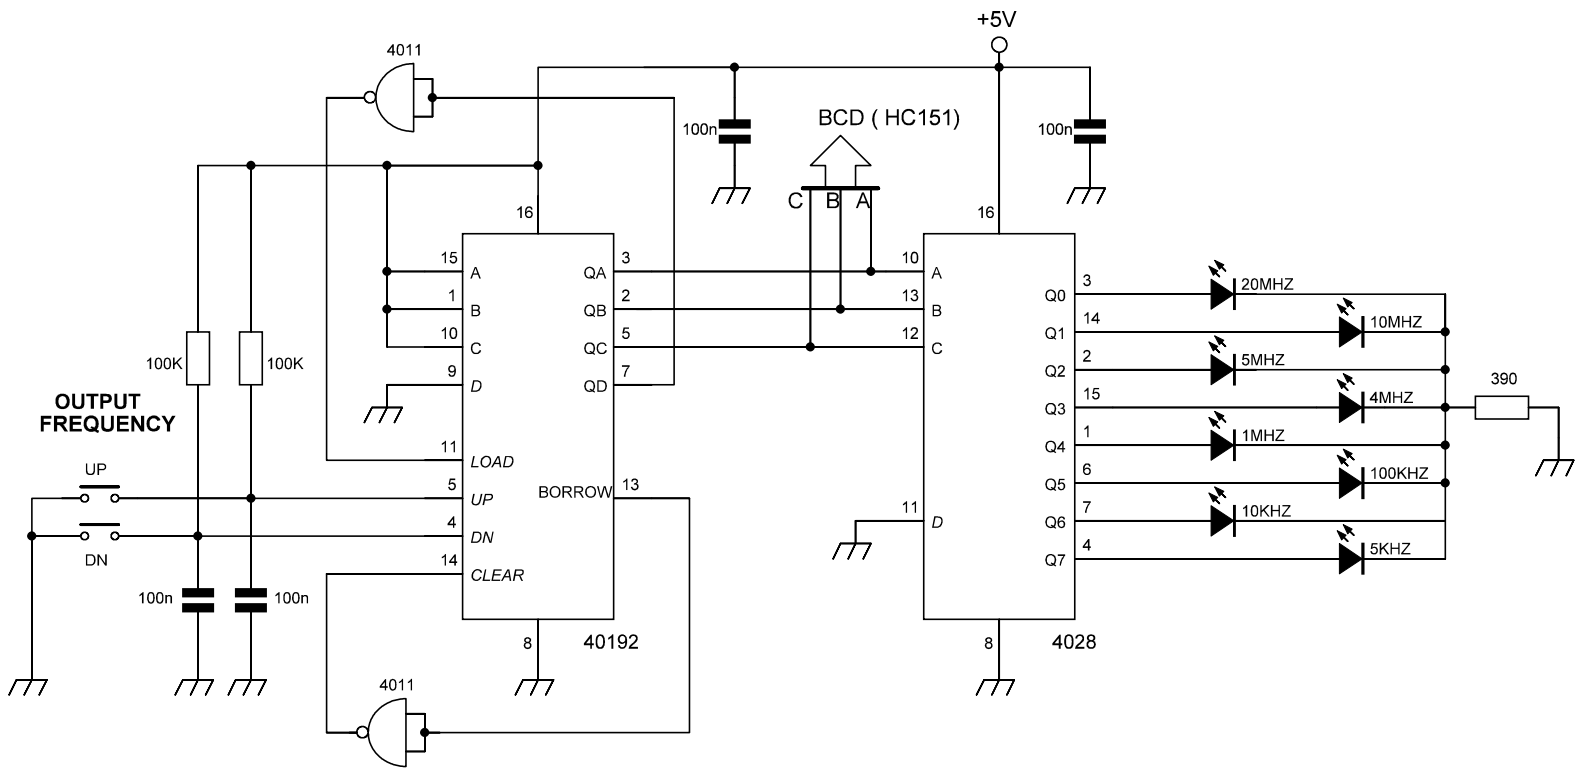 +5V
4011
100n
BCD ( HC151)
100n
C B A
16
16
15 A
QA 3
1 B
QB 2
10 C
QC 5
9 D
QD 7
10 A
13 B
12 C
Q0 3
20MHZ
Q1 14
10MHZ
Q2 2
5MHZ
Q3 15
4MHZ
390
Q4 1
1MHZ
Q5 6
100KHZ
Q6 7
10KHZ
Q7 4
5KHZ
11 D
100K
100K
OUTPUT
FREQUENCY
11 LOAD
UP
5 UP
BORROW 13
4 DN
DN
14 CLEAR
100n
100n
8
40192
8
4028
4011